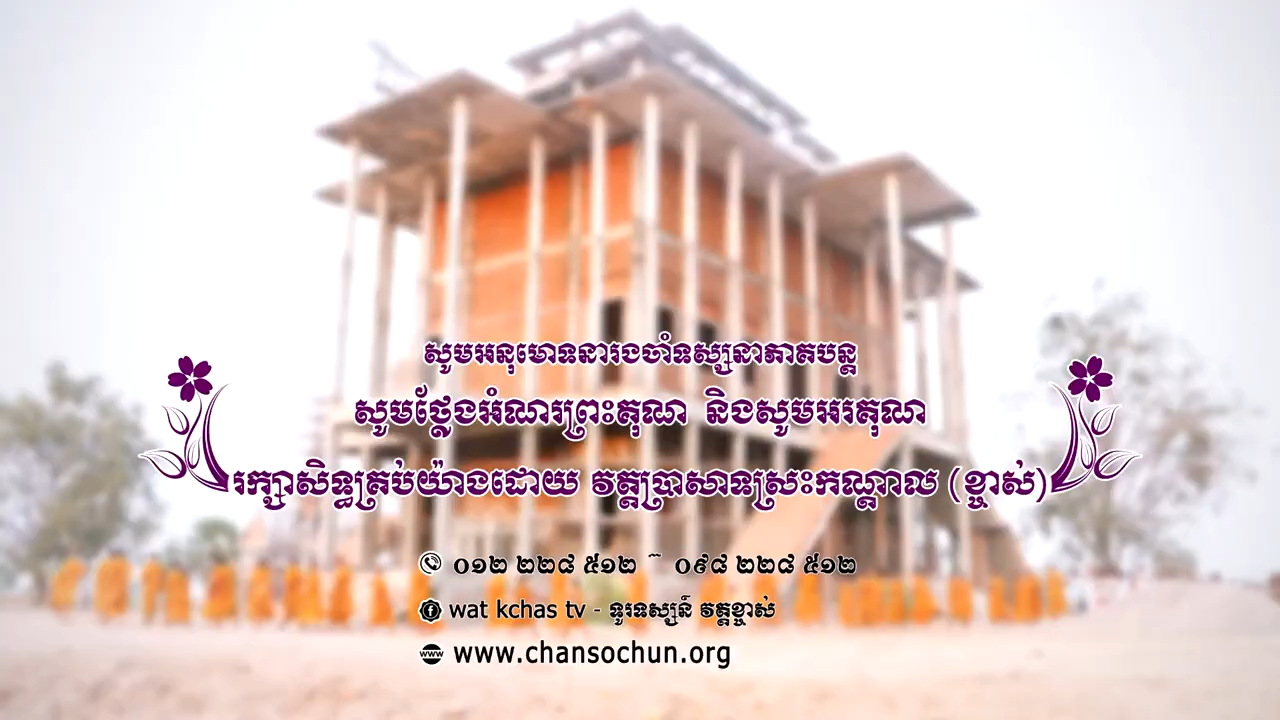 សូមអនុមោទនារងចាំទស្សនាភាគបន្ត
សូមថ្លែងអំណរព្រះគុណ និងសូមអរគុណ
រក្សាសិទ្ធគ្រប់យ៉ាងដោយ វត្តប្រាសាទស្រះកណ្តាល (ខ្ចាស់)
០១២ ២២៨ ៥១២ ~ ០៩៨ ២២៨ ៥១២
wat kchas tv - ទូរទស្សន៍ វត្តខ្ចាស់
www.chansochun.org